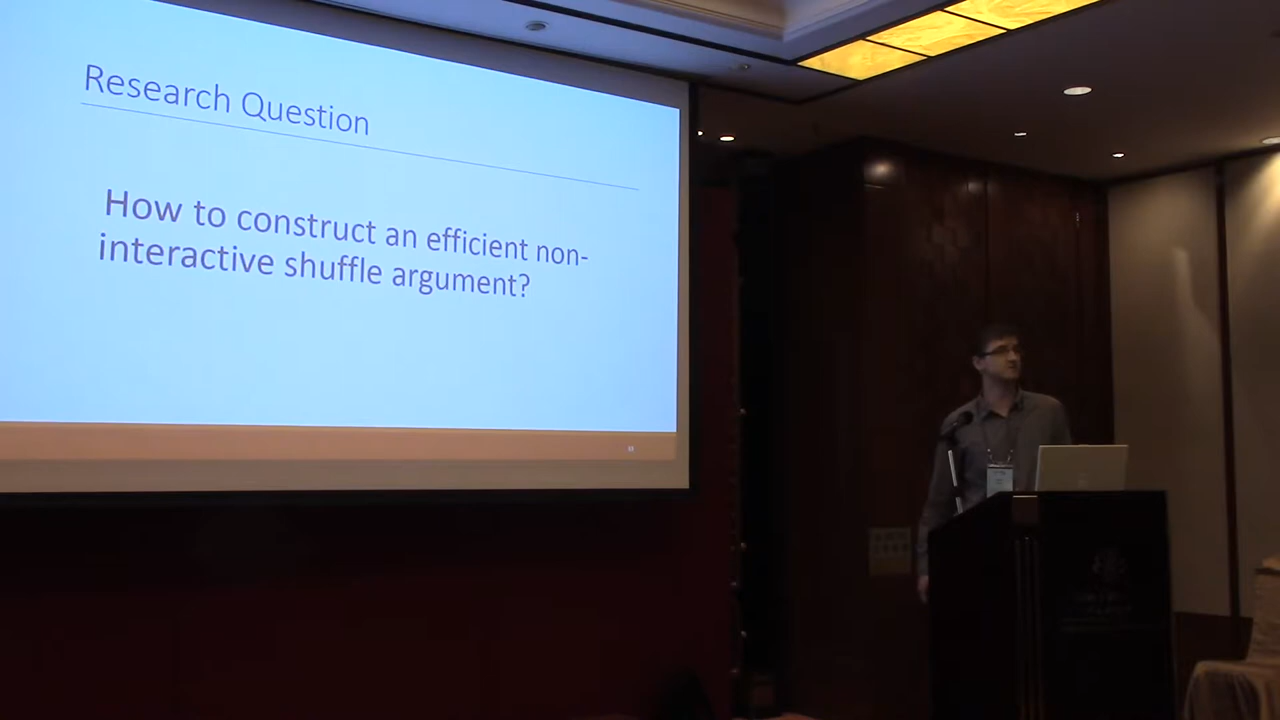 Research Question
How to construct an efficient non-
interactive shuffle argument?